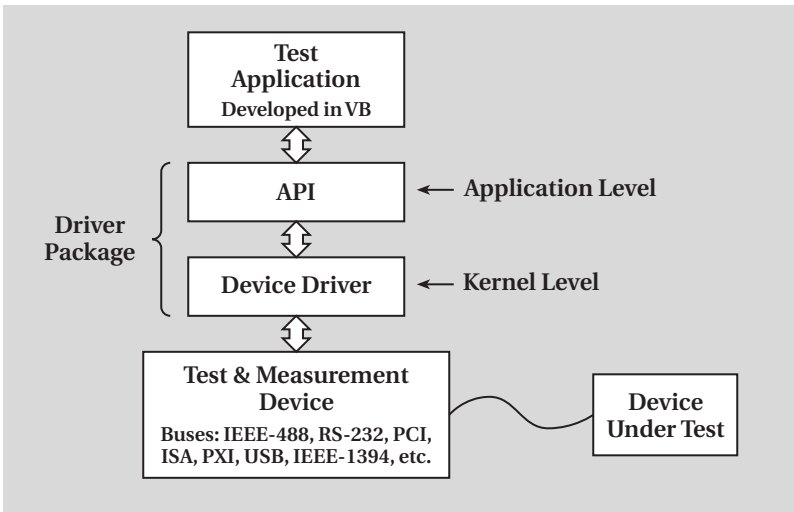 Test
Application
Developed in VB
API
Application Level
Driver
Package
Device Driver
Kernel Level
Test & Measurement
Device
Buses: IEEE-488, RS-232, PCI,
ISA, PXI, USB, IEEE-1394, etc.
Device
Under Test